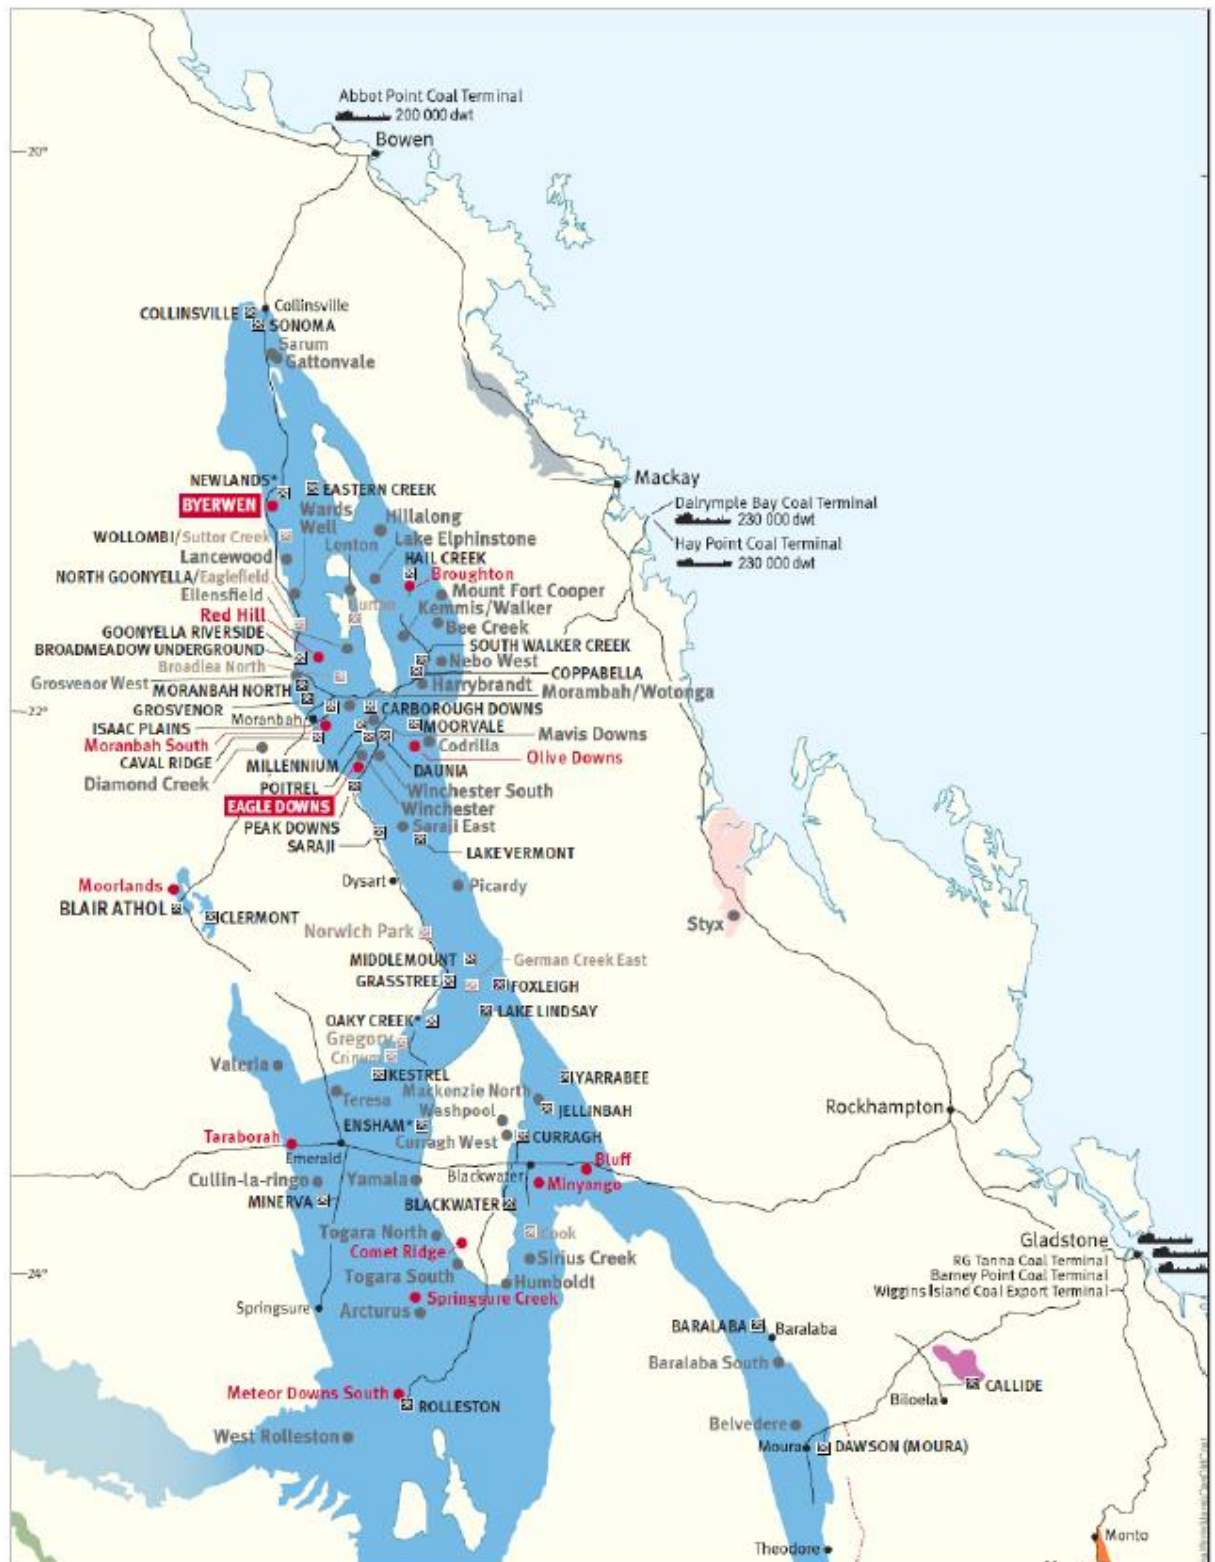 Abbot Point Coal Terminal
200 000 dwt
Bowen
20°
Collinsville
COLLINSVILLE
SONOMA
Sarum
Gattonvale
Mackay
NEWLANDS*
EASTERN CREEK
BYERWEN
Wards
Well
Dalrymple Bay Coal Terminal
230 000 dwt
Hillalong
WOLLOMBI/Suttor Creek
Lenton
Lake Elphinstone
Hay Point Coal Terminal
230 000 dwt
Lancewood
HAIL CREEK
NORTH GOONYELLA/Eaglefield
Broughton
Ellensfield
Mount Fort Cooper
Burton
Kemmis/Walker
Red Hill
Bee Creek
GOONYELLA RIVERSIDE
SOUTH WALKER CREEK
BROADMEADOW UNDERGROUND
Nebo West
Broadlea North
COPPABELLA
Grosvenor West
Harrybrandt
MORANBAH NORTH
Morambah/Wotonga
GROSVENOR
CARBOROUGH DOWNS
22°
Moranbah
ISAAC PLAINS
MOORVALE
Mavis Downs
Moranbah South
Codrilla
Olive Downs
CAVAL RIDGE
MILLENNIUM
DAUNIA
Diamond Creek
POITREL
Winchester South
EAGLE DOWNS
Winchester
PEAK DOWNS
Saraji East
SARAJI
LAKE VERMONT
Dysart
Picardy
Moorlands
BLAIR ATHOL
CLERMONT
Styx
Norwich Park
MIDDLEMOUNT
German Creek East
GRASSTREE
FOXLEIGH
LAKE LINDSAY
OAKY CREEK*
Gregory
Crinum
Valeria
KESTREL
YARRABEE
Teresa
Mackenzie North
Washpool
JELLINBAH
Rockhampton
ENSHAM*
Curragh West
CURRAGH
Taraborah
Emerald
Bluff
Blackwater
Cullin-la-ringo
Yamala
Minyango
MINERVA
BLACKWATER
Togara North
Cook
Comet Ridge
Gladstone
Sirius Creek
RG Tanna Coal Terminal
24°
Togara South
Humboldt
Barney Point Coal Terminal
Wiggins Island Coal Export Terminal
Springsure Creek
Springsure
Arcturus
BARALABA
Baralaba
Baralaba South
CALLIDE
Meteor Downs South
ROLLESTON
Biloela
West Rolleston
Belvedere
Moura
DAWSON (MOURA)
Monto
Theodore